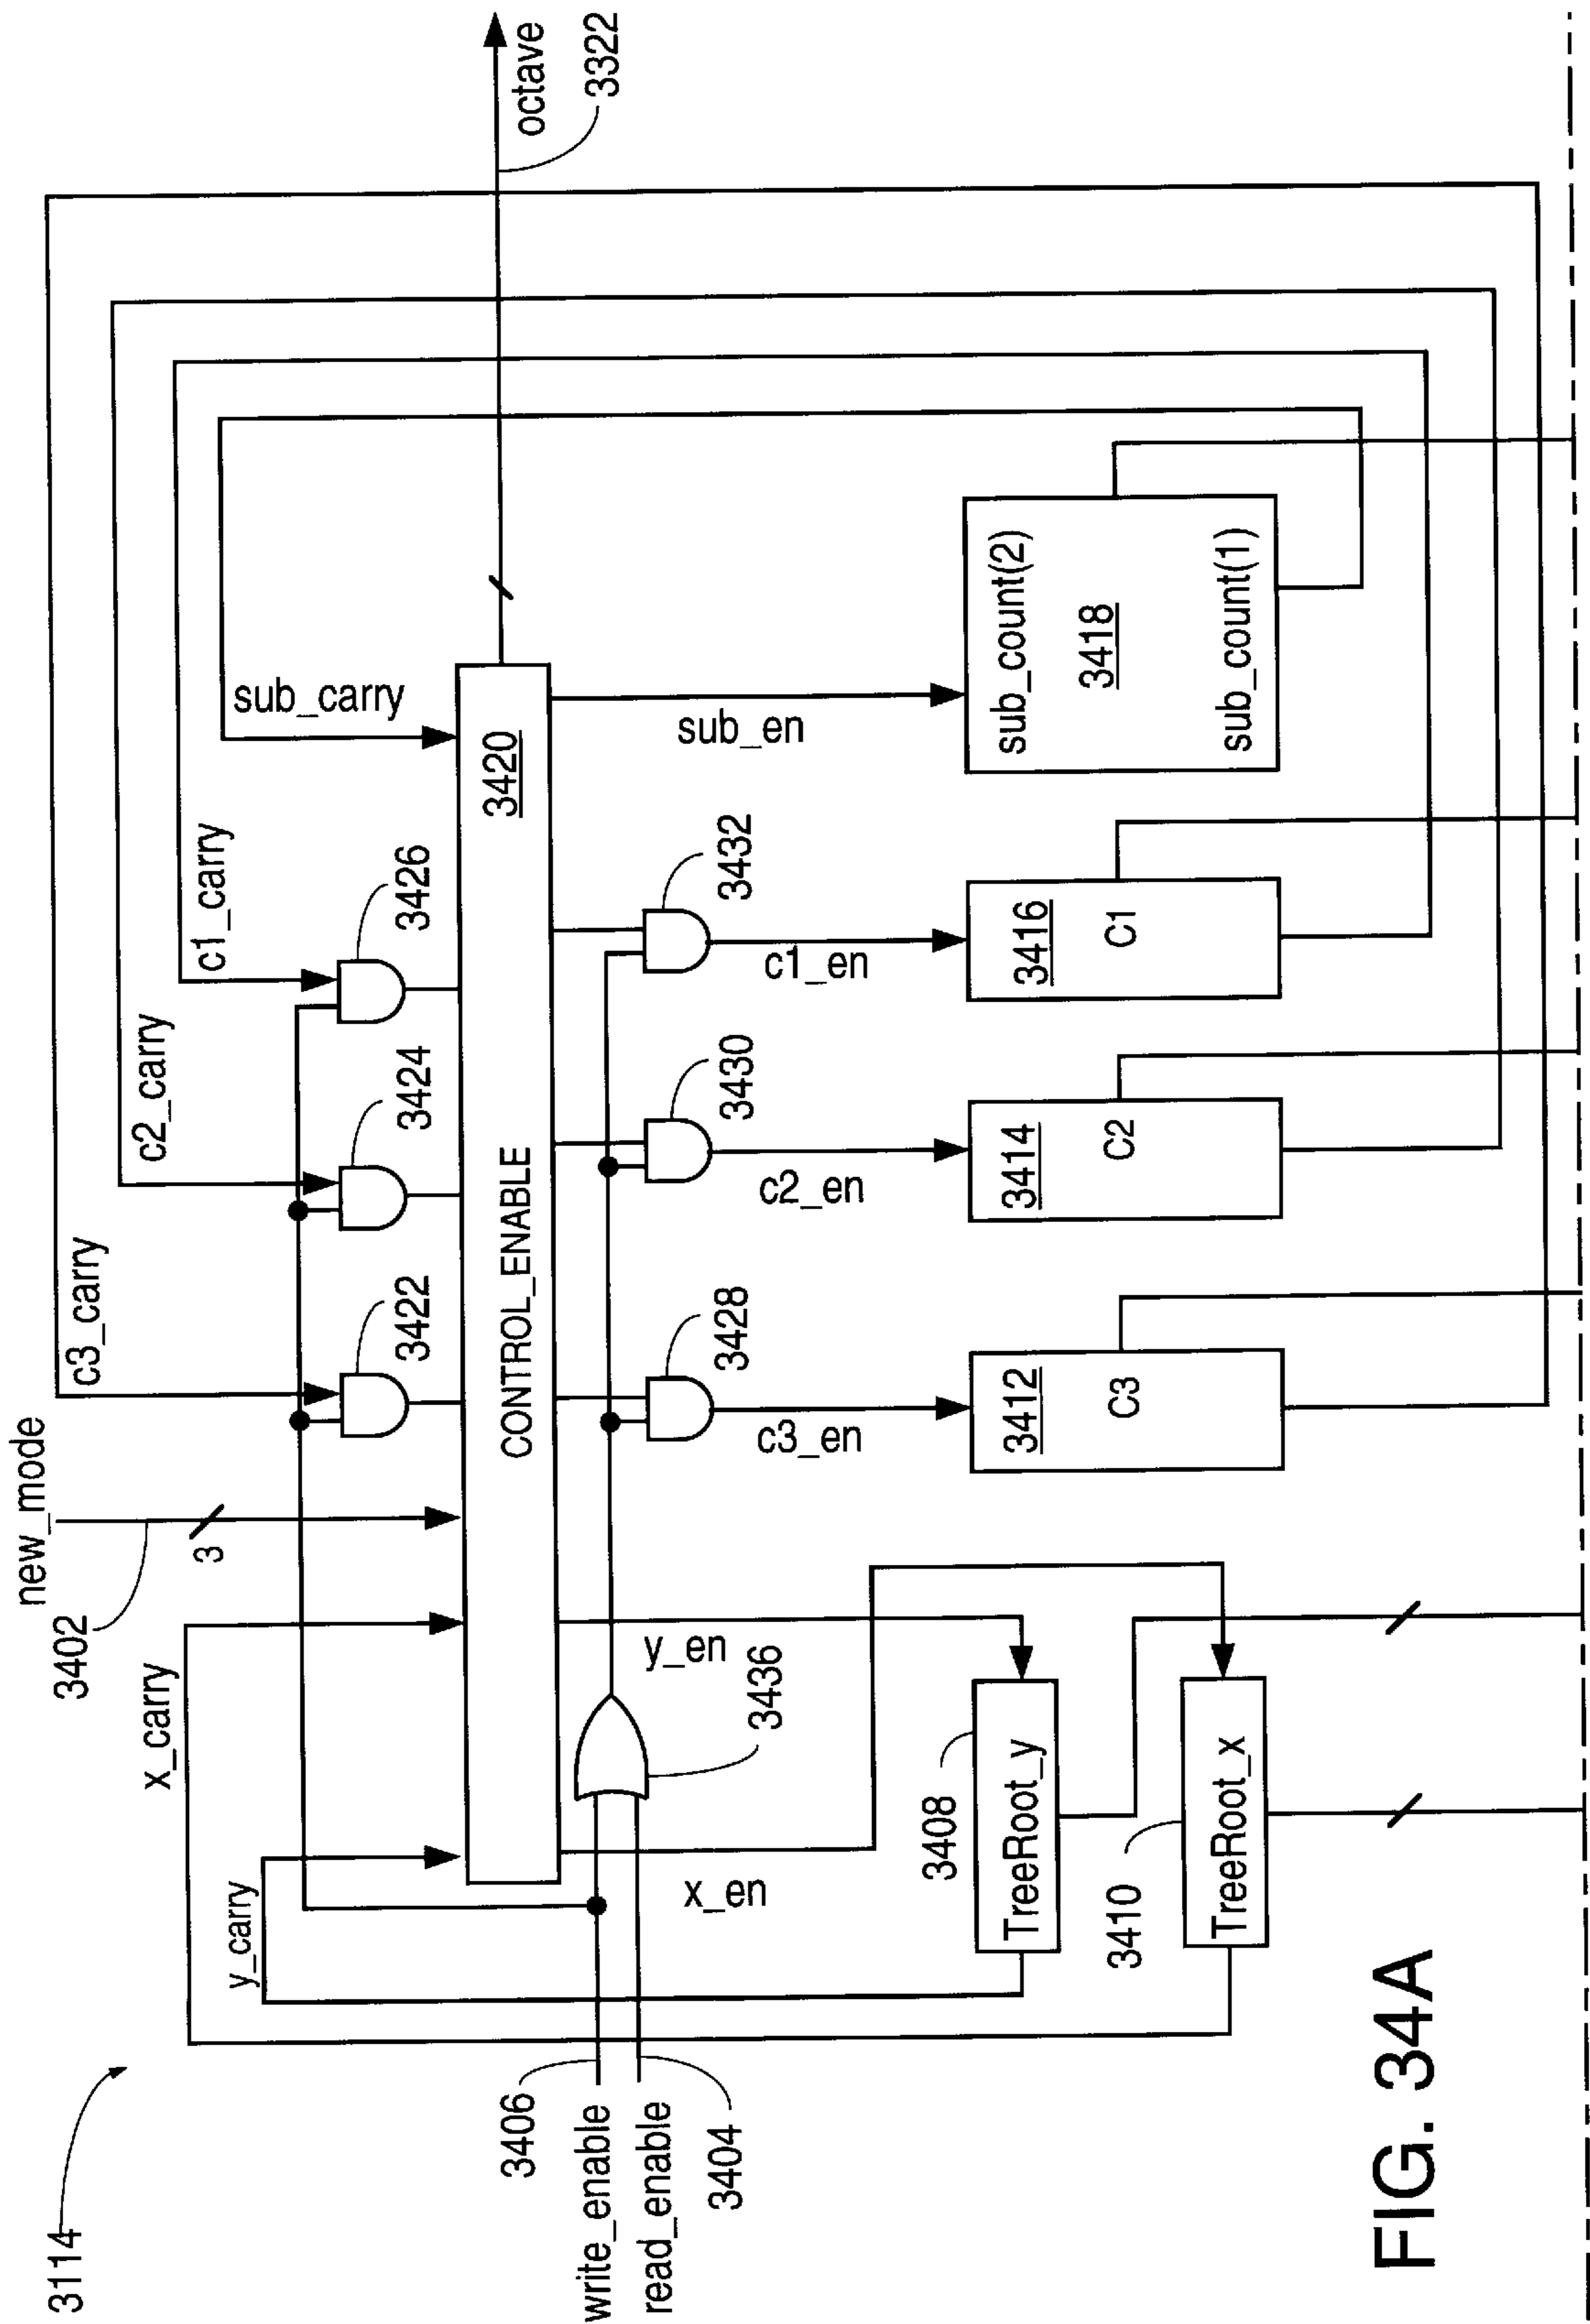 3114
new_mode
3402
3
x_carry
y_carry
c3_carry
c2_carry
c1_carry
sub_carry
3422
3424
3426
octave
3322
CONTROL_ENABLE
3420
3406
write_enable
read_enable
3404
3436
x_en
y_en
3428
3430
3432
c3_en
c2_en
c1_en
sub_en
3408
TreeRoot_y
3410
TreeRoot_x
3412
C3
3414
C2
3416
C1
sub_count(2)
3418
sub_count(1)
FIG. 34A